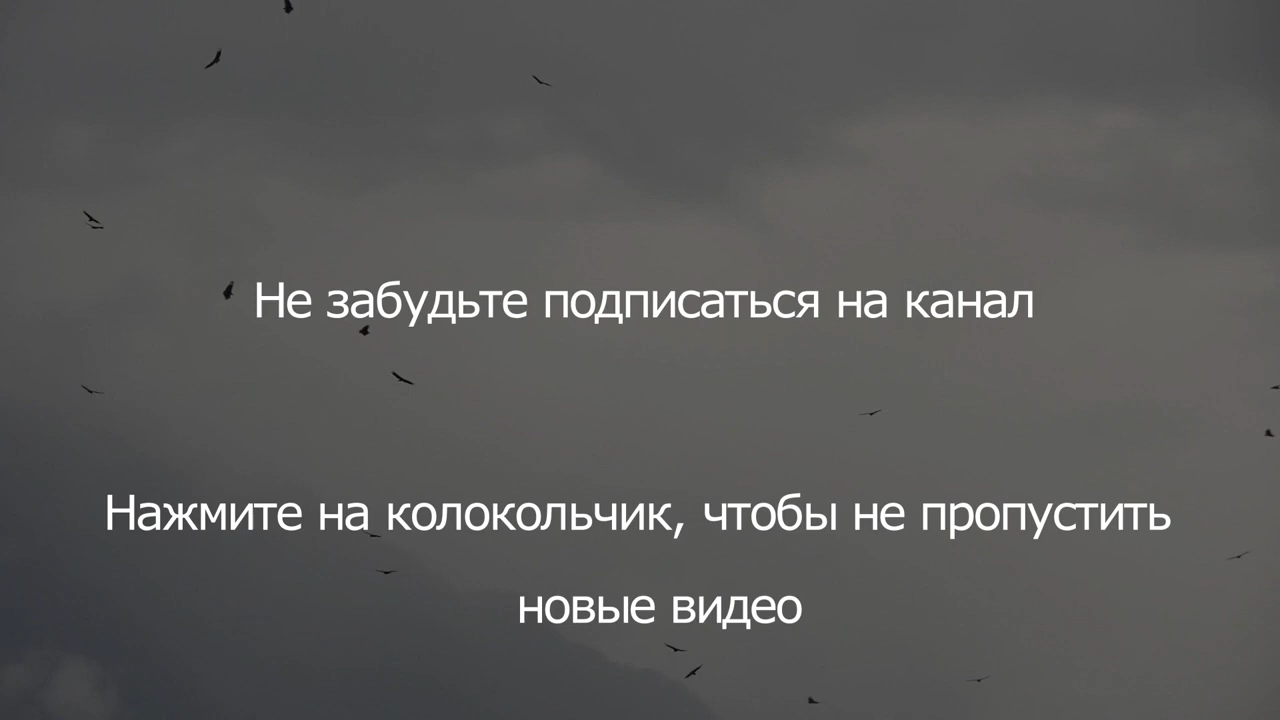 Не забудьте подписаться на канал
Нажмите на колокольчик, чтобы не пропустить
новые видео